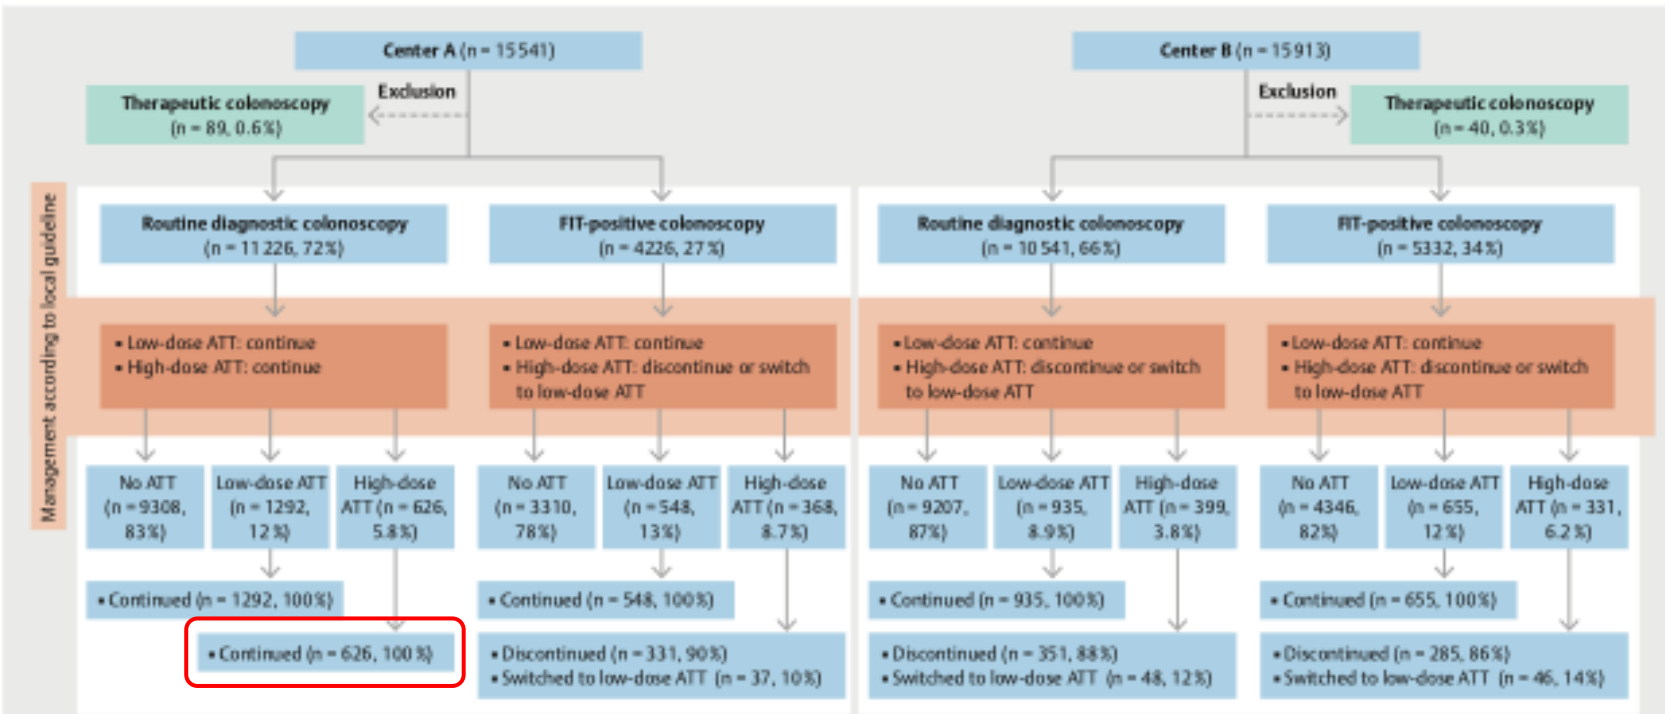 Center A (n = 15541)
Center B (n = 15913)
Exclusion
Therapeutic colonoscopy
(n = 89, 0.6%)
Exclusion
Therapeutic colonoscopy
(n = 40, 0.3%)
Management according to local guideline
Routine diagnostic colonoscopy
(n = 11226, 72%)
FIT-positive colonoscopy
(n = 4226, 27%)
Routine diagnostic colonoscopy
(n = 10541, 66%)
FIT-positive colonoscopy
(n = 5332, 34%)
▪ Low-dose ATT: continue
▪ High-dose ATT: continue
▪ Low-dose ATT: continue
▪ High-dose ATT: discontinue or switch
to low-dose ATT
▪ Low-dose ATT: continue
▪ High-dose ATT: discontinue or switch
to low-dose ATT
▪ Low-dose ATT: continue
▪ High-dose ATT: discontinue or switch
to low-dose ATT
No ATT
(n = 9308,
83%)
Low-dose ATT
(n = 1292,
12%)
High-dose
ATT (n = 626,
5.8%)
No ATT
(n = 3310,
78%)
Low-dose ATT
(n = 548,
13%)
High-dose
ATT (n = 368,
8.7%)
No ATT
(n = 9207,
87%)
Low-dose ATT
(n = 935,
8.9%)
High-dose
ATT (n = 399,
3.8%)
No ATT
(n = 4346,
82%)
Low-dose ATT
(n = 655,
12%)
High-dose
ATT (n = 331,
6.2%)
▪ Continued (n = 1292, 100%)
▪ Continued (n = 626, 100%)
▪ Continued (n = 548, 100%)
▪ Discontinued (n = 331, 90%)
▪ Switched to low-dose ATT (n = 37, 10%)
▪ Continued (n = 935, 100%)
▪ Discontinued (n = 351, 88%)
▪ Switched to low-dose ATT (n = 48, 12%)
▪ Continued (n = 655, 100%)
▪ Discontinued (n = 285, 86%)
▪ Switched to low-dose ATT (n = 46, 14%)